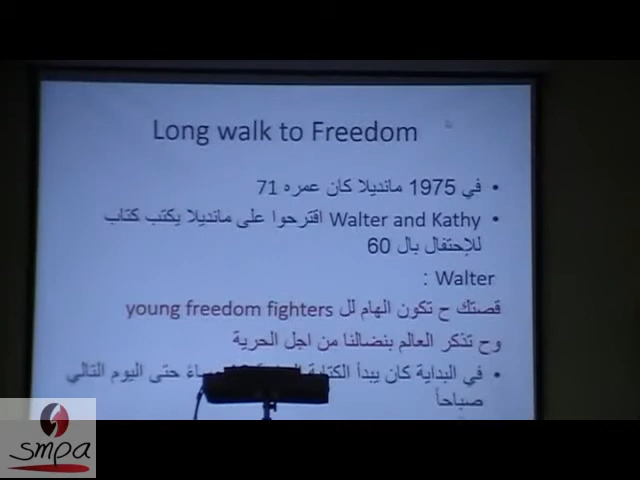 Long walk to Freedom
• في 1975 مانديلا كان عمره 71
• Walter and Kathy اقترحوا على مانديلا يكتب كتاب
للإحتفال بال 60
Walter :
قصتك ح تكون الهام لل young freedom fighters
وح تذكر العالم بنضالنا من اجل الحرية
• في البداية كان يبدأ الكتابة حتى اليوم التالي
صباحاً
smpa